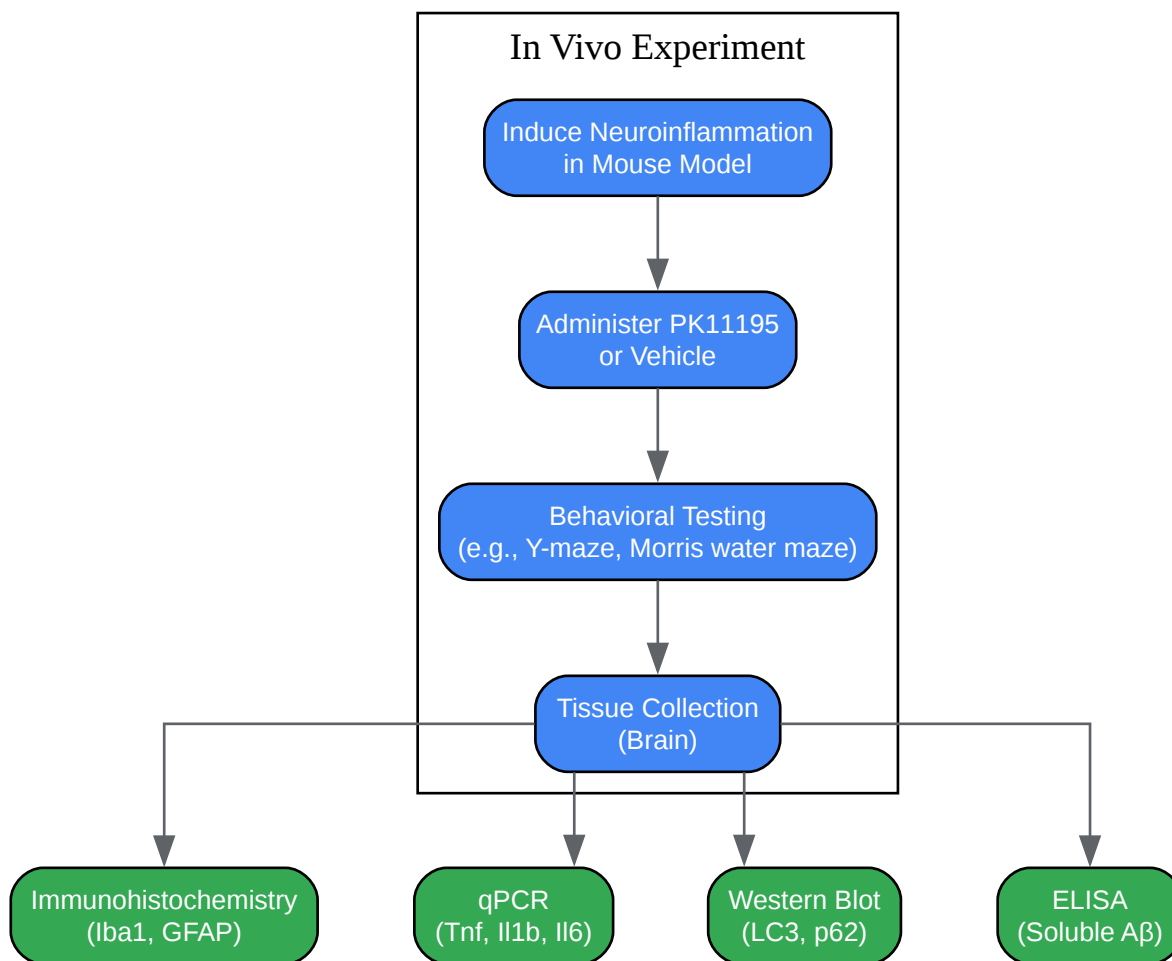 In Vivo Experiment
Induce Neuroinflammation
in Mouse Model
Administer PK11195
or Vehicle
Behavioral Testing
(e.g., Y-maze, Morris water maze)
Tissue Collection
(Brain)
Immunohistochemistry
(Iba1, GFAP)
qPCR
(Tnf, Il1b, Il6)
Western Blot
(LC3, p62)
ELISA
(Soluble Aβ)